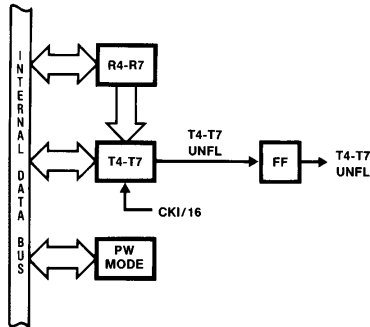 INTERNAL DATA BUS
R4-R7
T4-T7
T4-T7
UNFL
FF
T4-T7
UNFL
CKI/16
PW
MODE